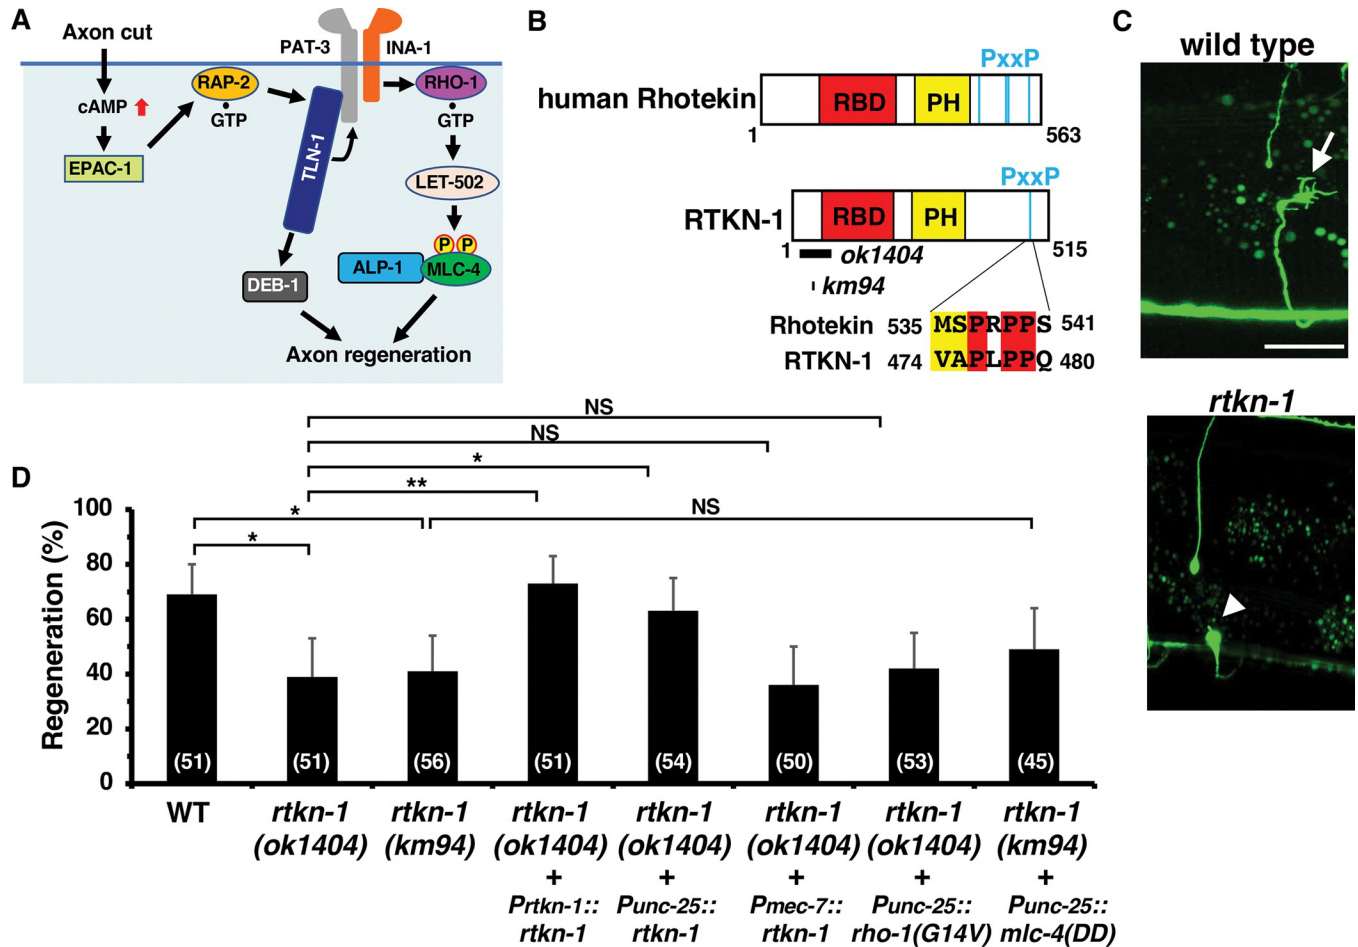 A
Axon cut
cAMP
EPAC-1
RAP-2
GTP
PAT-3
INA-1
TLN-1
DEB-1
RHO-1
GTP
LET-502
P P
ALP-1
MLC-4
Axon regeneration
B
PxxP
human Rhotekin
RBD
PH
1
563
PxxP
RTKN-1
RBD
PH
1
515
ok1404
km94
Rhotekin 535 MSPRPPS 541
RTKN-1 474 VAPLPPQ 480
C
wild type
rtkn-1
D
NS
NS
*
**
*
NS
*
Regeneration (%)
100
80
60
40
20
0
(51)
(51)
(56)
(51)
(54)
(50)
(53)
(45)
WT
rtkn-1
(ok1404)
rtkn-1
(km94)
rtkn-1
(ok1404)
+
Prtkn-1::
rtkn-1
rtkn-1
(ok1404)
+
Punc-25::
rtkn-1
rtkn-1
(ok1404)
+
Pmec-7::
rtkn-1
rtkn-1
(ok1404)
+
Punc-25::
rho-1(G14V)
rtkn-1
(km94)
+
Punc-25::
mlc-4(DD)